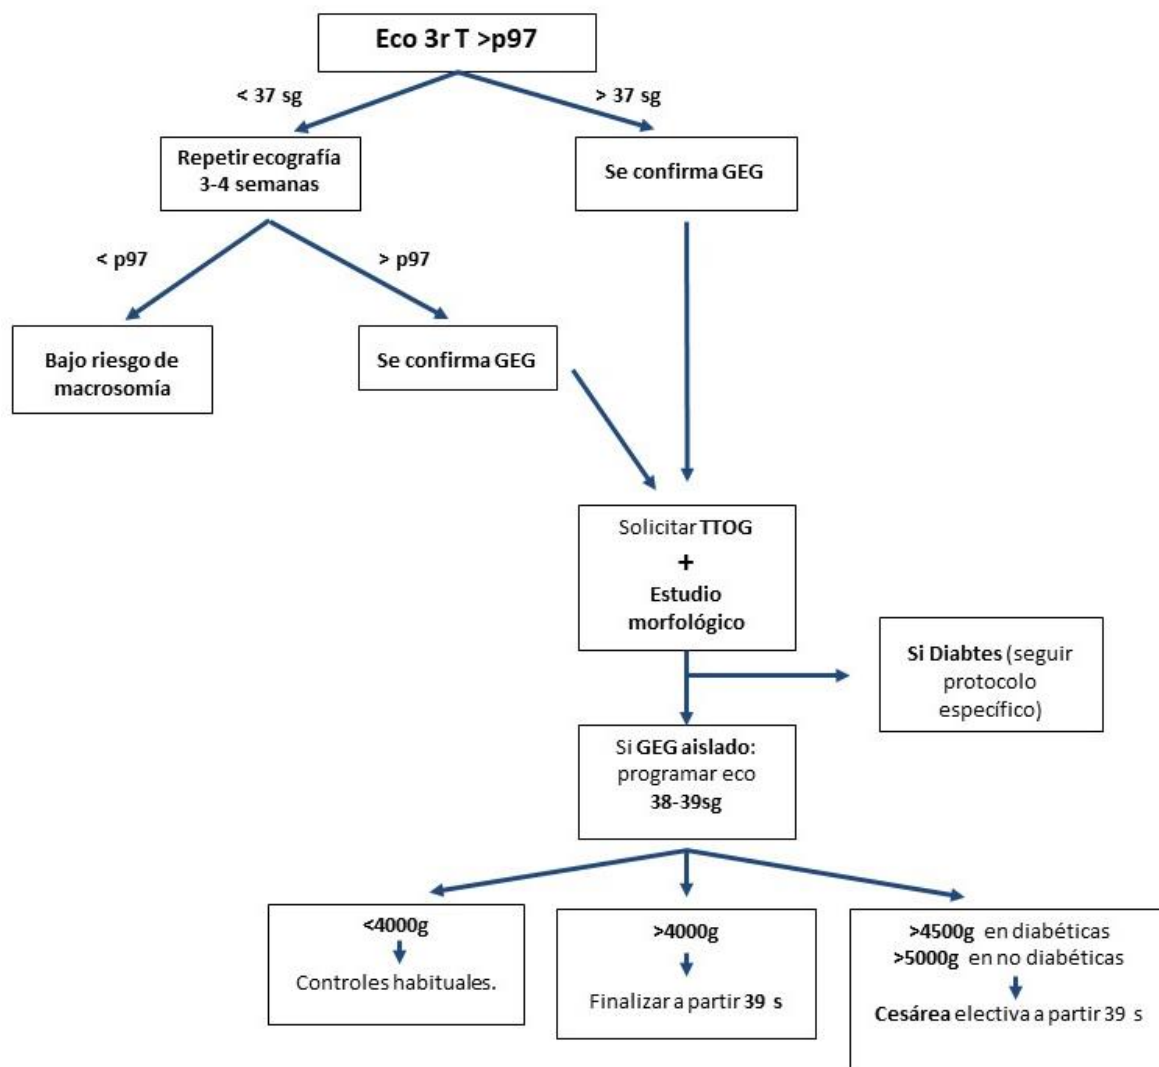 Eco 3r T >p97
< 37 sg
> 37 sg
Repetir ecografía
3-4 semanas
Se confirma GEG
< p97
> p97
Bajo riesgo de
macrosomía
Se confirma GEG
Solicitar TTOG
+
Estudio
morfológico
Si Diabtes (seguir
protocolo
específico)
Si GEG aislado:
programar eco
38-39sg
<4000g
Controles habituales.
>4000g
Finalizar a partir 39 s
>4500g en diabéticas
>5000g en no diabéticas
Cesárea electiva a partir 39 s